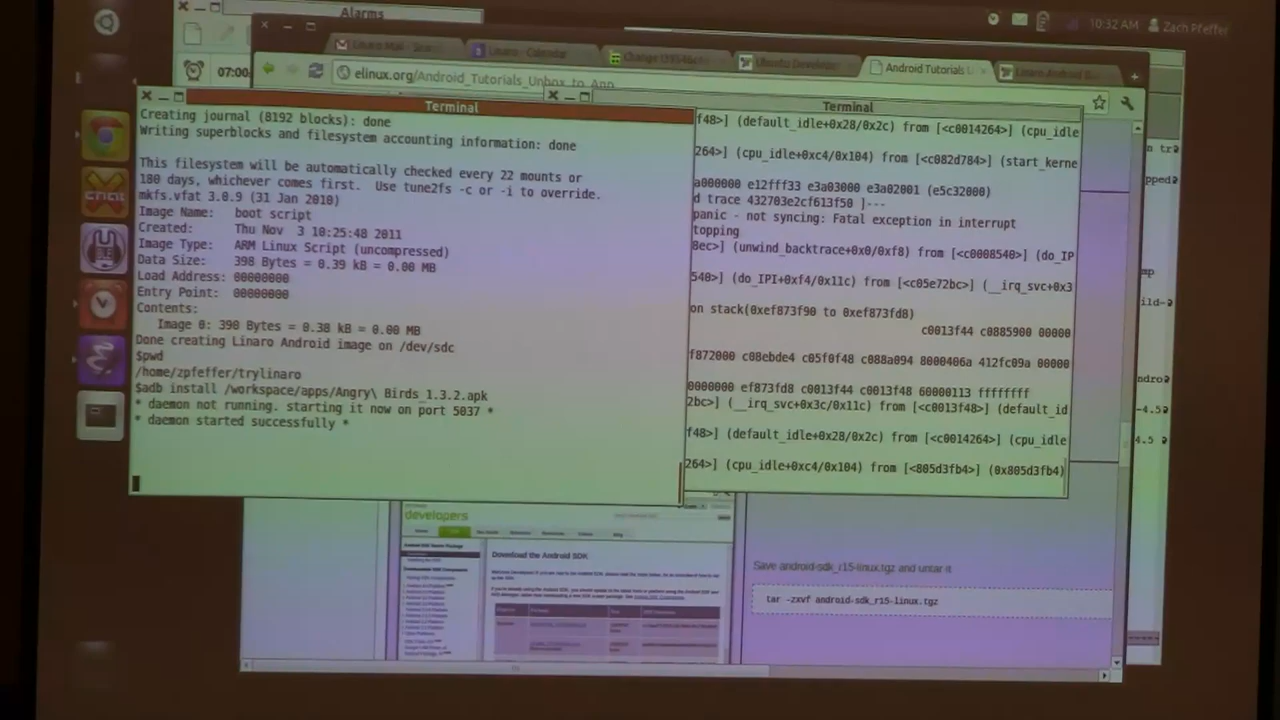 Alarms
10:32 AM
Zach Pfeffer
Linaro Mail
Linaro - Calendar
Change
Ubuntu Develope
Android Tutorials U
07:00
elinux.org/Android_Tutorials_Unbox_to_App
Terminal
Creating journal (8192 blocks): done
Writing superblocks and filesystem accounting information: done
This filesystem will be automatically checked every 22 mounts or
180 days, whichever comes first. Use tune2fs -c or -i to override.
mkfs.vfat 3.0.9 (31 Jan 2010)
Image Name: boot script
Created: Thu Nov 3 10:25:48 2011
Image Type: ARM Linux Script (uncompressed)
Data Size: 398 Bytes = 0.39 kB = 0.00 MB
Load Address: 00000000
Entry Point: 00000000
Contents:
Image 0: 390 Bytes = 0.38 kB = 0.00 MB
Done creating Linaro Android image on /dev/sdc
$pwd
/home/zpfeffer/trylinaro
$adb install /workspace/apps/Angry\ Birds_1.3.2.apk
* daemon not running. starting it now on port 5037 *
* daemon started successfully *
Terminal
f48>] (default_idle+0x28/0x2c) from [<c0014264>] (cpu_idle
264>] (cpu_idle+0xc4/0x104) from [<c082d784>] (start_kerne
a000000 e12fff33 e3a03000 e3a02001 (e5c32000)
d trace 432703e2cf613f50 ]---
panic - not syncing: Fatal exception in interrupt
topping
8ec>] (unwind_backtrace+0x0/0xf8) from [<c0008540>] (do_IP
540>] (do_IPI+0xf4/0x11c) from [<c05e72bc>] (__irq_svc+0x3
on stack(0xef873f90 to 0xef873fd8)
c0013f44 c0885900 00000
f872000 c08ebde4 c05f0f48 c088a094 8000406a 412fc09a 00000
0000000 ef873fd8 c0013f44 c0013f48 60000113 ffffffff
2bc>] (__irq_svc+0x3c/0x11c) from [<c0013f48>] (default_id
f48>] (default_idle+0x28/0x2c) from [<c0014264>] (cpu_idle
264>] (cpu_idle+0xc4/0x104) from [<805d3fb4>] (0x805d3fb4)
developers
Download the Android SDK
Save android-sdk_r15-linux.tgz and untar it
tar -zxvf android-sdk_r15-linux.tgz